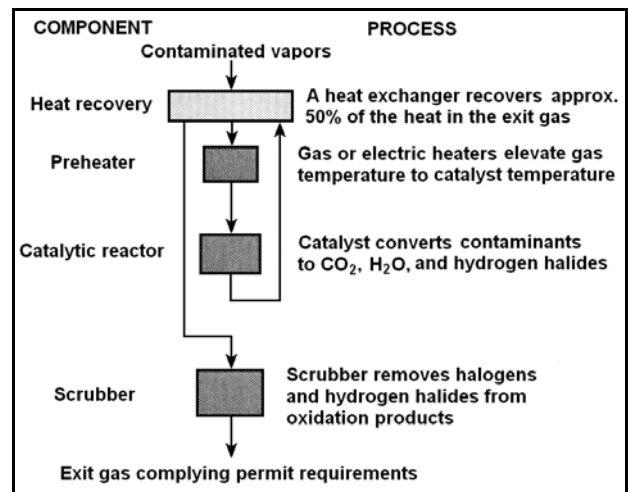 COMPONENT PROCESS
Contaminated vapors
Heat recovery
A heat exchanger recovers approx.
50% of the heat in the exit gas
Preheater
Gas or electric heaters elevate gas
temperature to catalyst temperature
Catalytic reactor
Catalyst converts contaminants
to CO₂, H₂O, and hydrogen halides
Scrubber
Scrubber removes halogens
and hydrogen halides from
oxidation products
Exit gas complying permit requirements